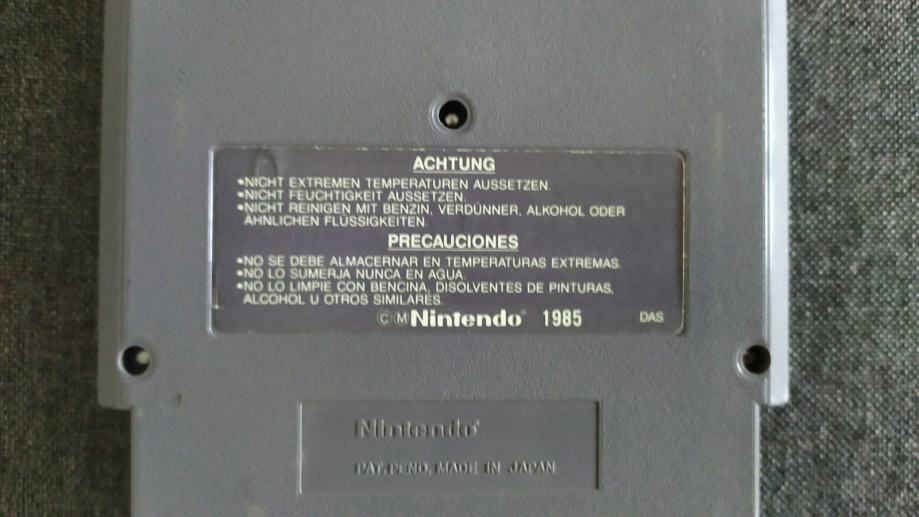 ACHTUNG
•NICHT EXTREMEN TEMPERATUREN AUSSETZEN.
•NICHT FEUCHTIGKEIT AUSSETZEN.
•NICHT REINIGEN MIT BENZIN, VERDÜNNER, ALKOHOL ODER
ÄHNLICHEN FLÜSSIGKEITEN.
PRECAUCIONES
•NO SE DEBE ALMACERNAR EN TEMPERATURAS EXTREMAS.
•NO LO SUMERJA NUNCA EN AGUA.
•NO LO LIMPIE CON BENCINA, DISOLVENTES DE PINTURAS,
ALCOHOL U OTROS SIMILARES.
ⒸⓂNintendo® 1985 DAS
Nintendo®
PAT. PEND. MADE IN JAPAN